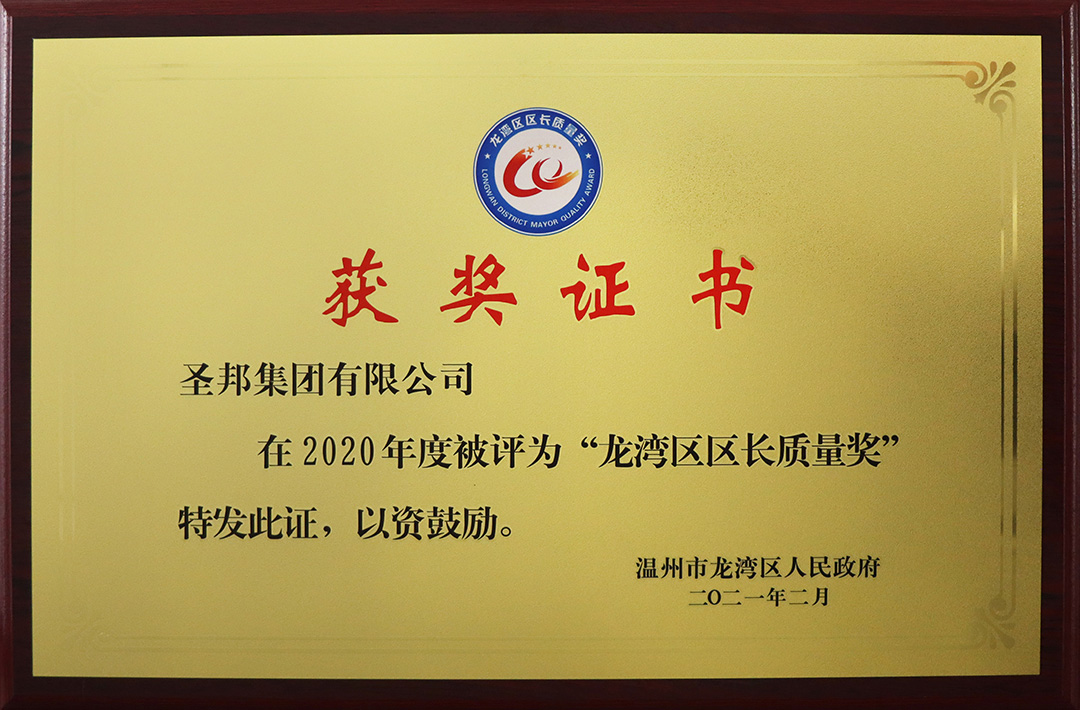 龙湾区区长质量奖
LONGWAN DISTRICT MAYOR QUALITY AWARD
获奖证书
圣邦集团有限公司
在2020年度被评为“龙湾区区长质量奖”
特发此证，以资鼓励。
温州市龙湾区人民政府
二〇二一年二月